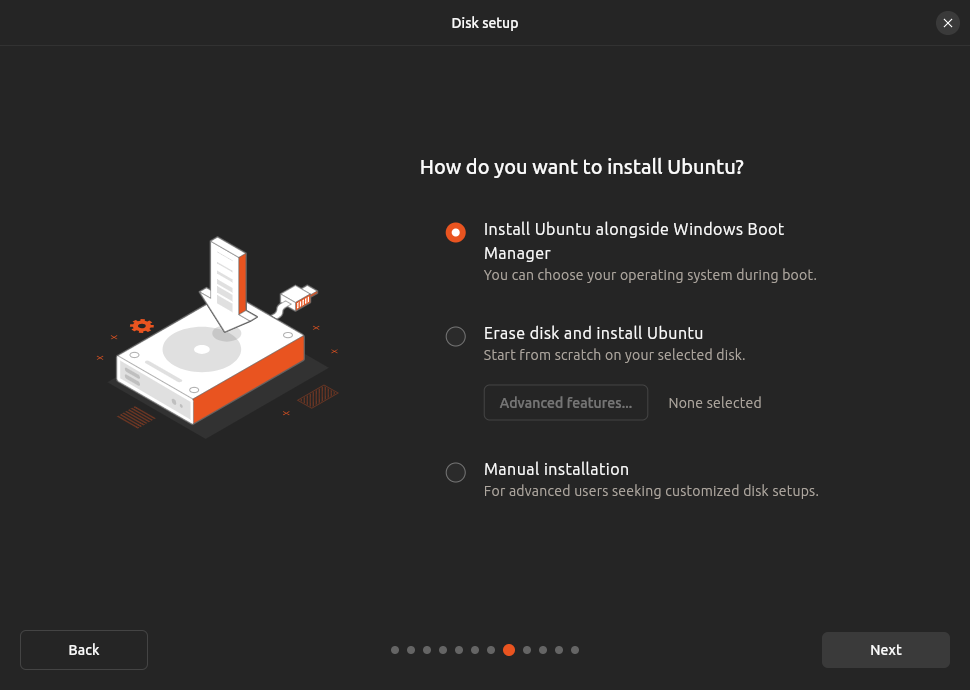 Disk setup
How do you want to install Ubuntu?
Install Ubuntu alongside Windows Boot
Manager
You can choose your operating system during boot.
Erase disk and install Ubuntu
Start from scratch on your selected disk.
Advanced features... None selected
Manual installation
For advanced users seeking customized disk setups.
Back Next